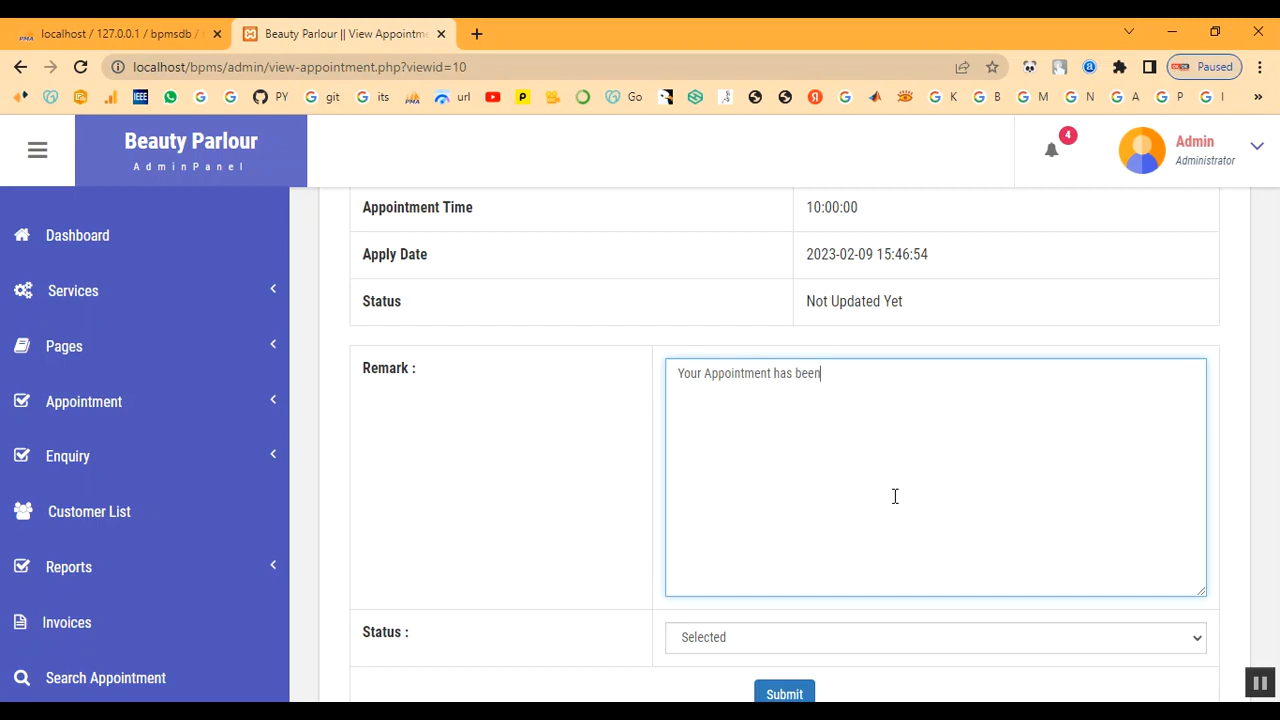 localhost / 127.0.0.1 / bpmsdb /
Beauty Parlour || View Appointme
localhost/bpms/admin/view-appointment.php?viewid=10
Paused
IEEE
PY
git
its
PMA
url
Go
K
B
M
N
A
P
I
Beauty Parlour
AdminPanel
4
Admin
Administrator
Dashboard
Services
Pages
Appointment
Enquiry
Customer List
Reports
Invoices
Search Appointment
Appointment Time
10:00:00
Apply Date
2023-02-09 15:46:54
Status
Not Updated Yet
Remark :
Your Appointment has been
Status :
Selected
Submit